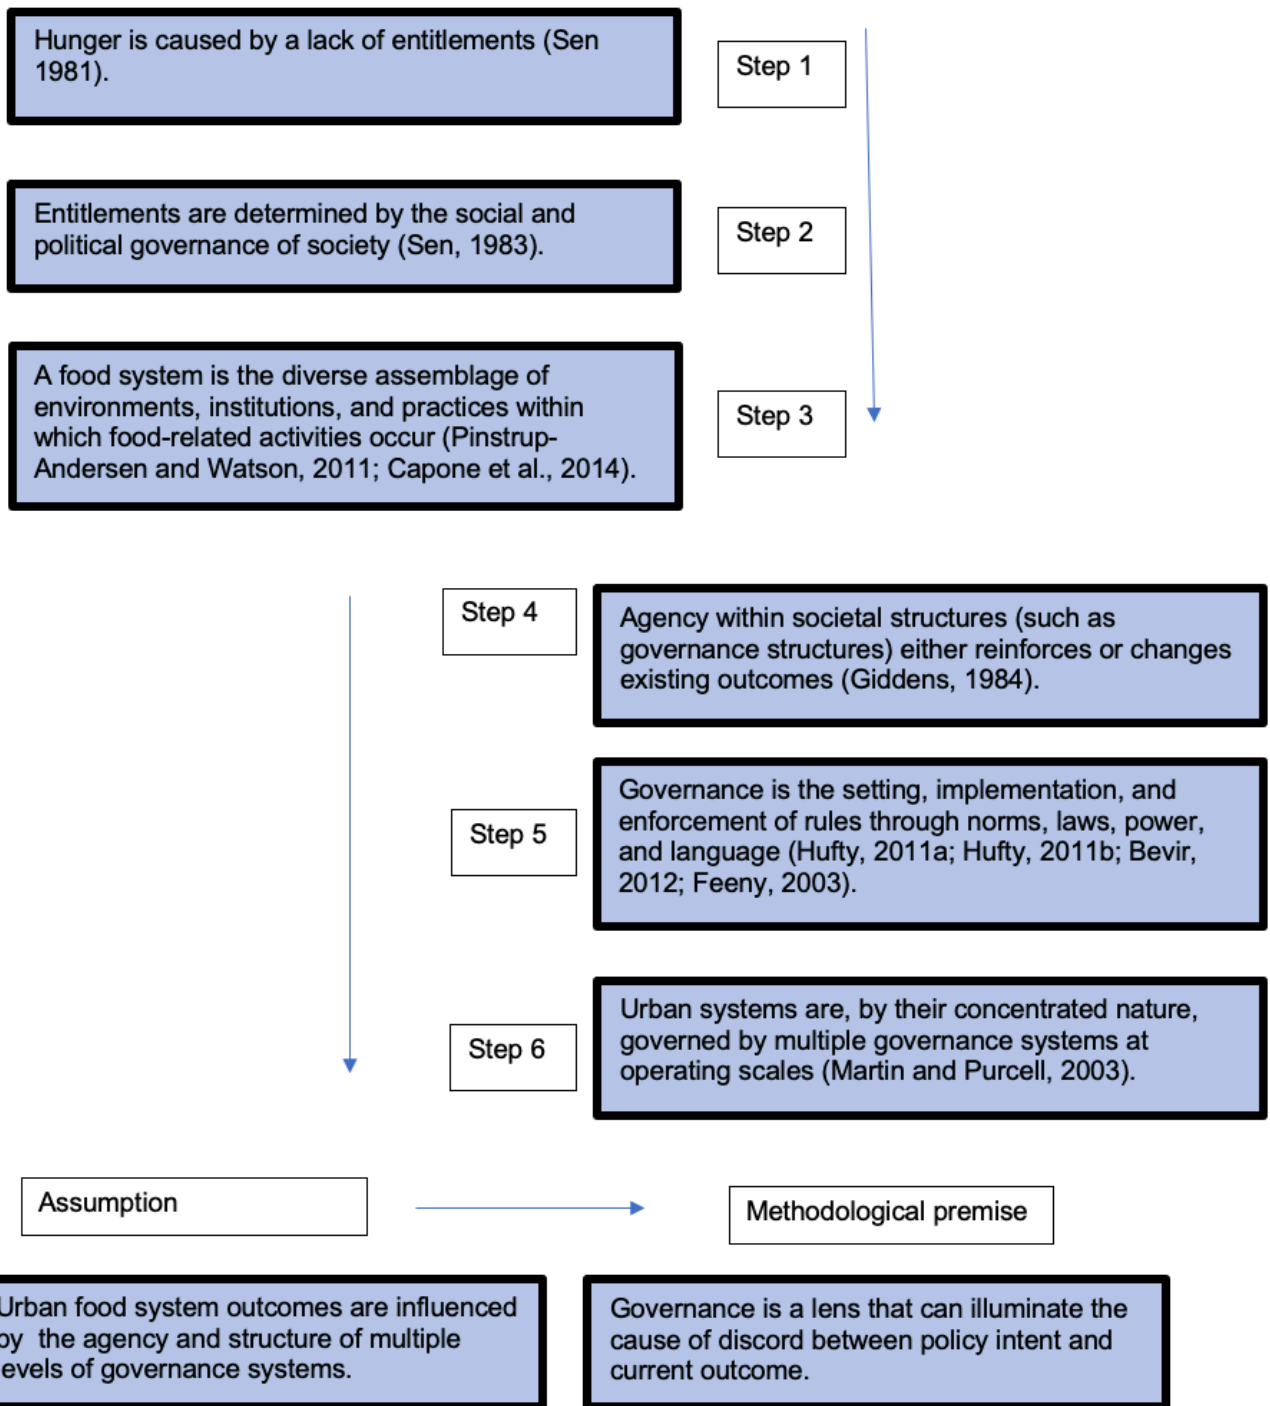 Hunger is caused by a lack of entitlements (Sen
1981).
Step 1
Entitlements are determined by the social and
political governance of society (Sen, 1983).
Step 2
A food system is the diverse assemblage of
environments, institutions, and practices within
which food-related activities occur (Pinstrup-
Andersen and Watson, 2011; Capone et al., 2014).
Step 3
Step 4
Agency within societal structures (such as
governance structures) either reinforces or changes
existing outcomes (Giddens, 1984).
Step 5
Governance is the setting, implementation, and
enforcement of rules through norms, laws, power,
and language (Hufty, 2011a; Hufty, 2011b; Bevir,
2012; Feeny, 2003).
Step 6
Urban systems are, by their concentrated nature,
governed by multiple governance systems at
operating scales (Martin and Purcell, 2003).
Assumption
Methodological premise
Urban food system outcomes are influenced
by the agency and structure of multiple
levels of governance systems.
Governance is a lens that can illuminate the
cause of discord between policy intent and
current outcome.